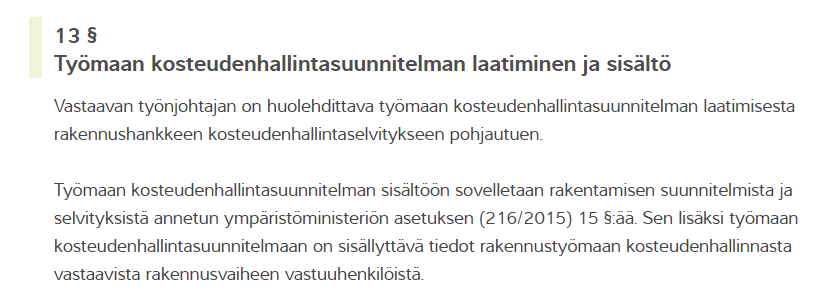 13 §
Työmaan kosteudenhallintasuunnitelman laatiminen ja sisältö
Vastaavan työnjohtajan on huolehdittava työmaan kosteudenhallintasuunnitelman laatimisesta
rakennushankkeen kosteudenhallintaselvitykseen pohjautuen.
Työmaan kosteudenhallintasuunnitelman sisältöön sovelletaan rakentamisen suunnitelmista ja
selvityksistä annetun ympäristöministeriön asetuksen (216/2015) 15 §:ää. Sen lisäksi työmaan
kosteudenhallintasuunnitelmaan on sisällyttävä tiedot rakennustyömaan kosteudenhallinnasta
vastaavista rakennusvaiheen vastuuhenkilöistä.